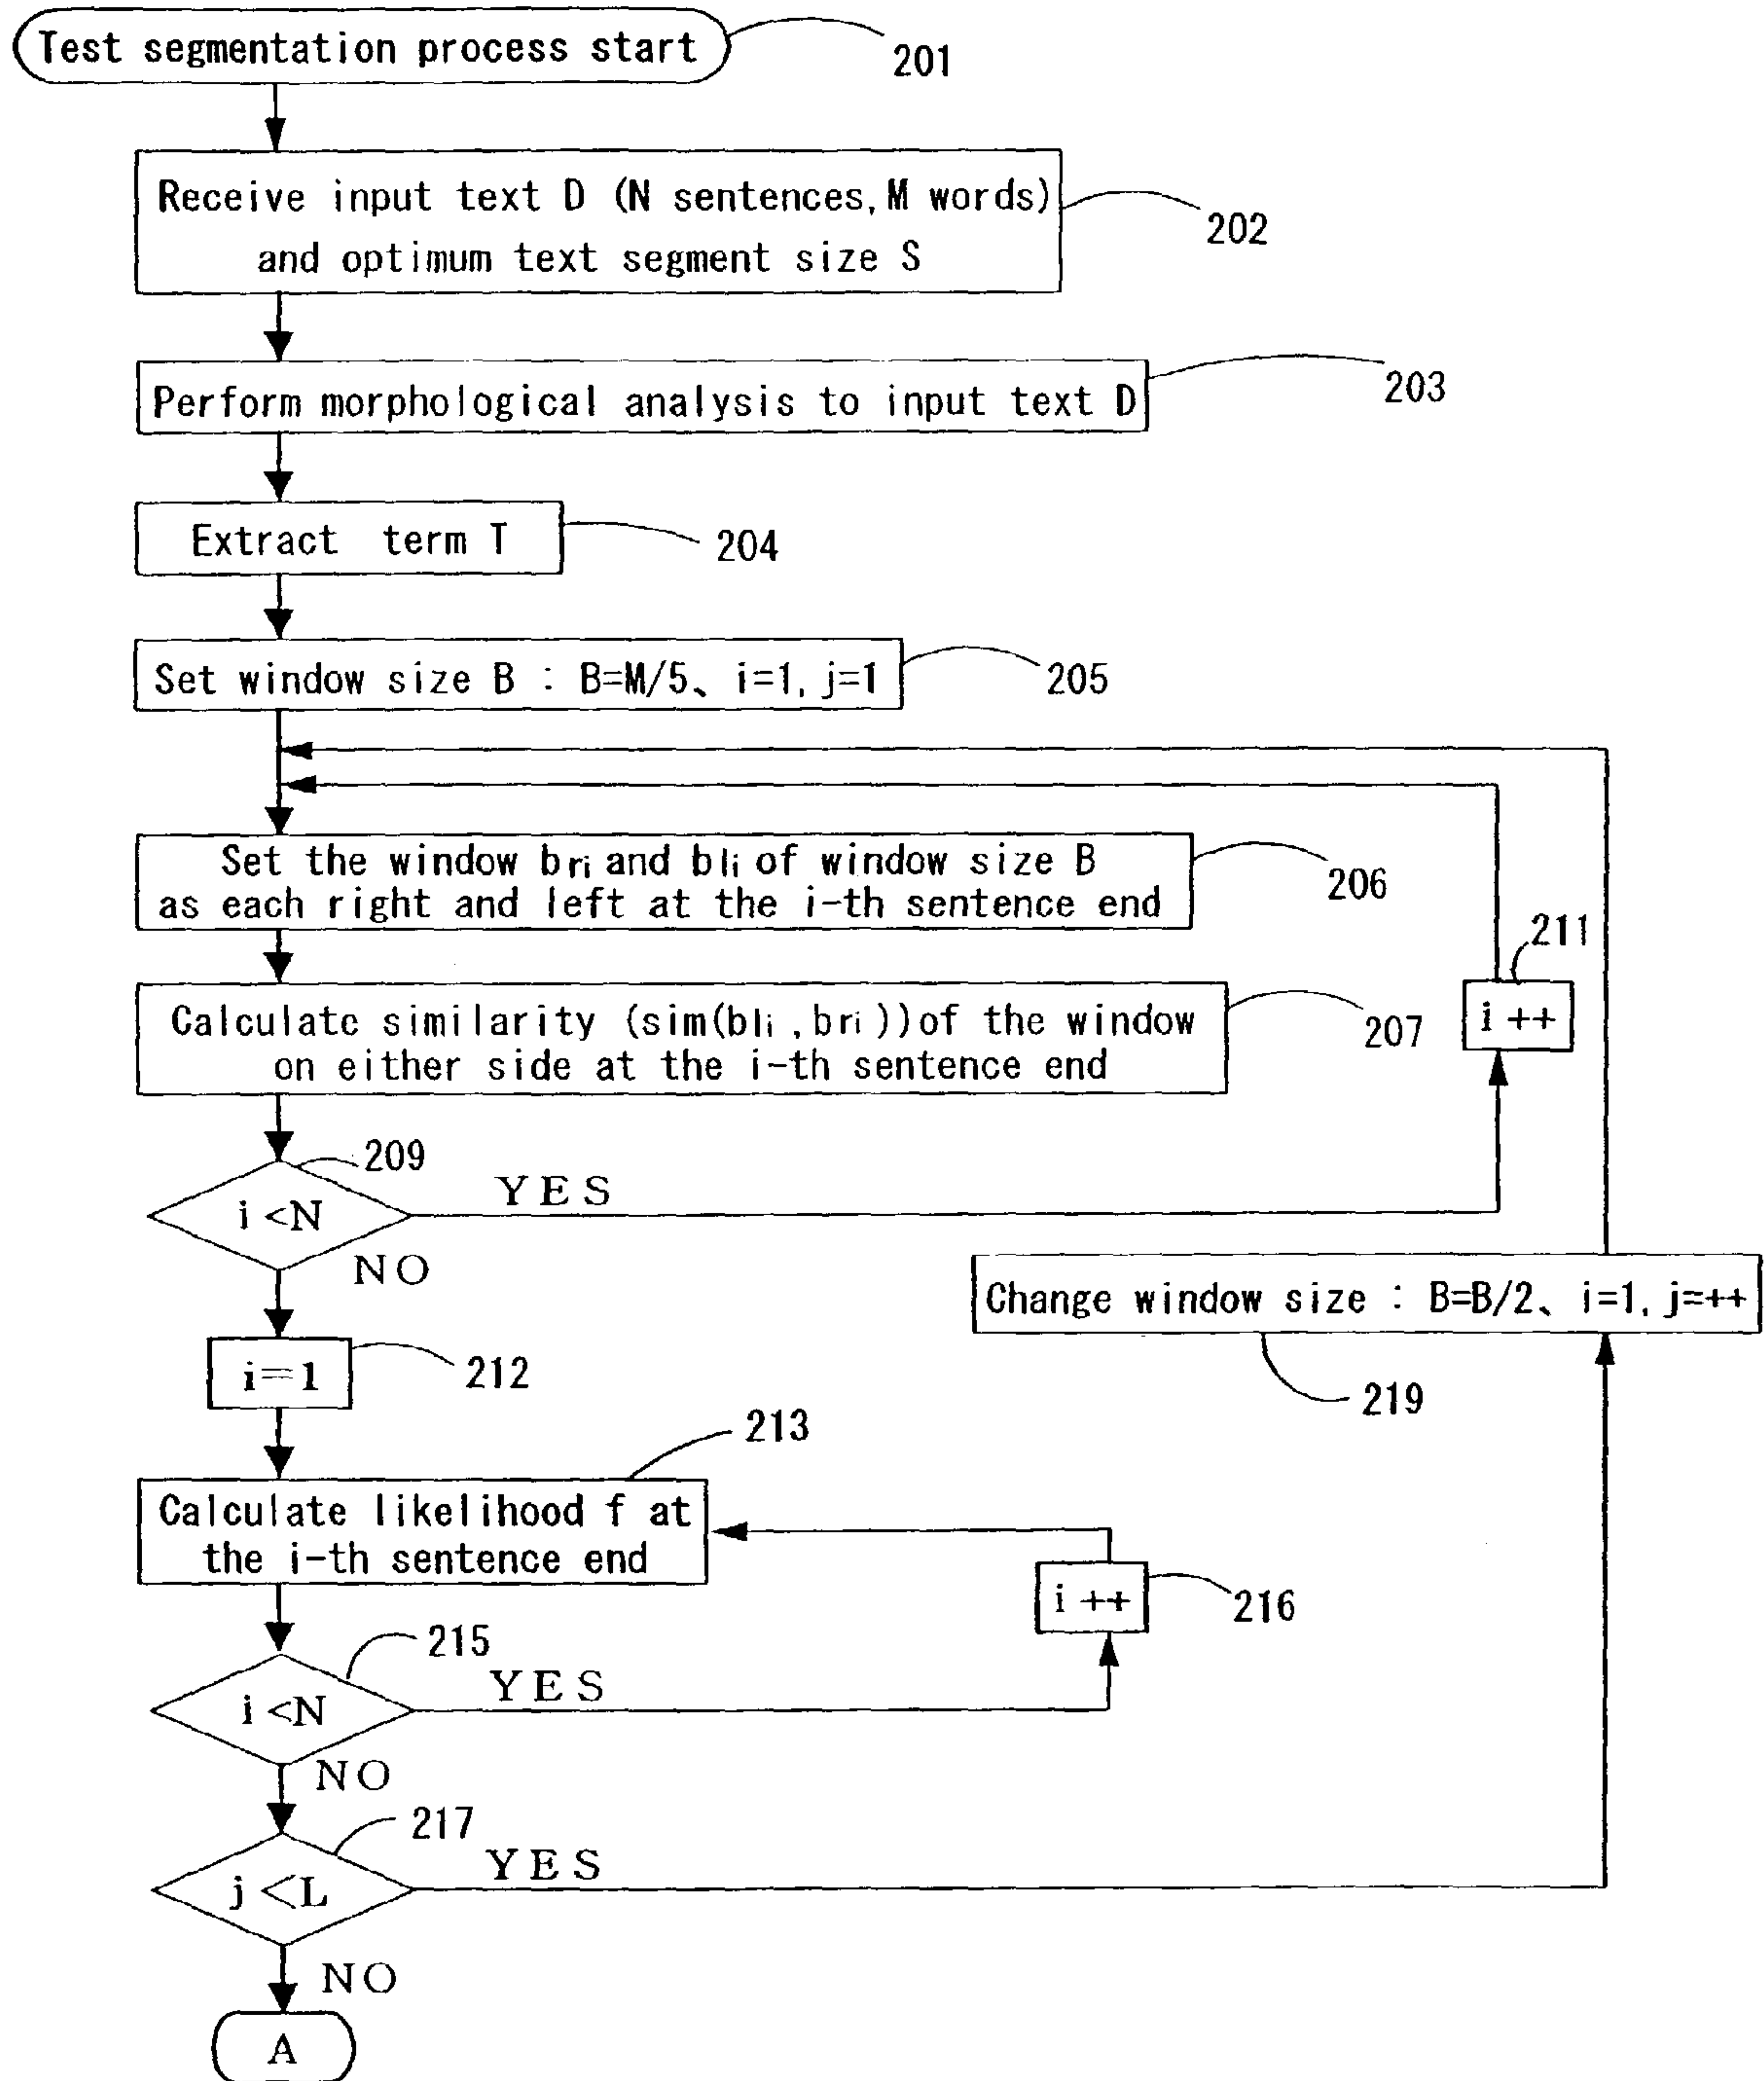 Test segmentation process start
201
Receive input text D (N sentences, M words)
and optimum text segment size S
202
Perform morphological analysis to input text D
203
Extract term T
204
Set window size B : B=M/5、i=1, j=1
205
Set the window bri and bli of window size B
as each right and left at the i-th sentence end
206
211
i ++
Calculate similarity (sim(bli ,bri ))of the window
on either side at the i-th sentence end
207
209
i <N
YES
NO
Change window size : B=B/2、i=1, j=++
219
i=1
212
213
Calculate likelihood f at
the i-th sentence end
i ++
216
215
i <N
YES
NO
217
j <L
YES
NO
A